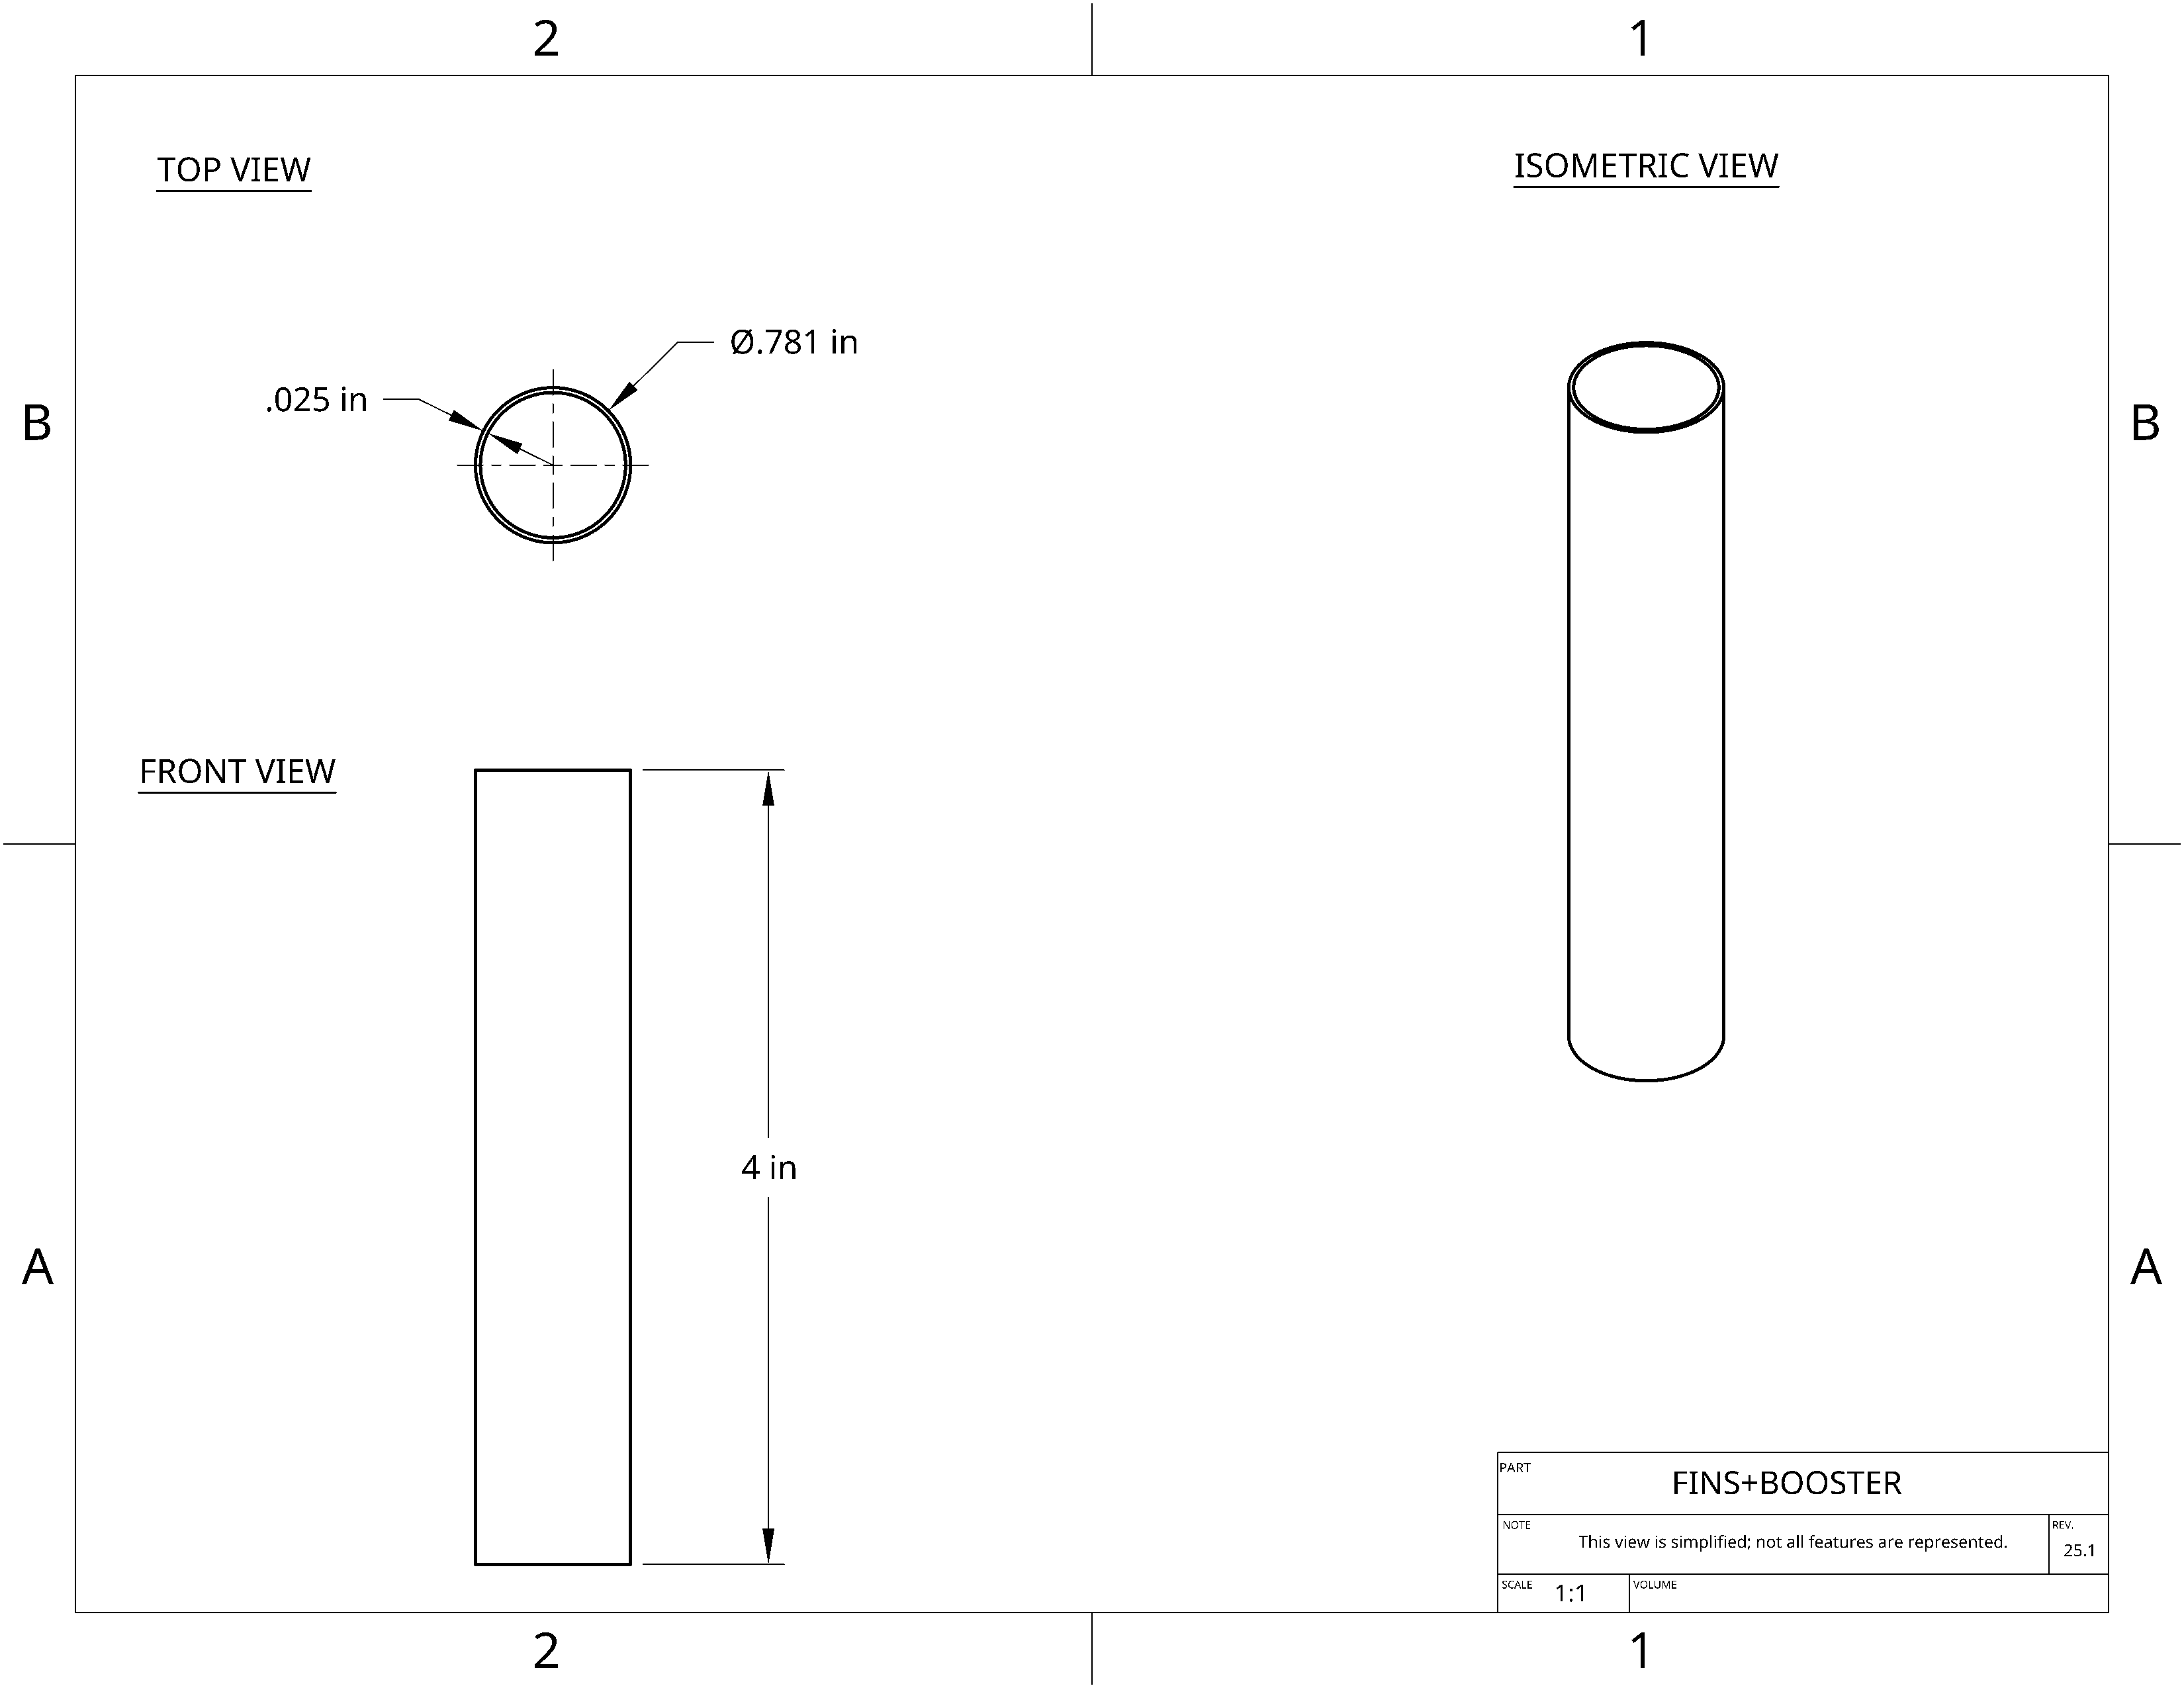 2 1
TOP VIEW
ISOMETRIC VIEW
Ø.781 in
.025 in
B B
FRONT VIEW
4 in
A A
PART
FINS+BOOSTER
NOTE
This view is simplified; not all features are represented.
REV.
25.1
SCALE 1:1 VOLUME
2 1